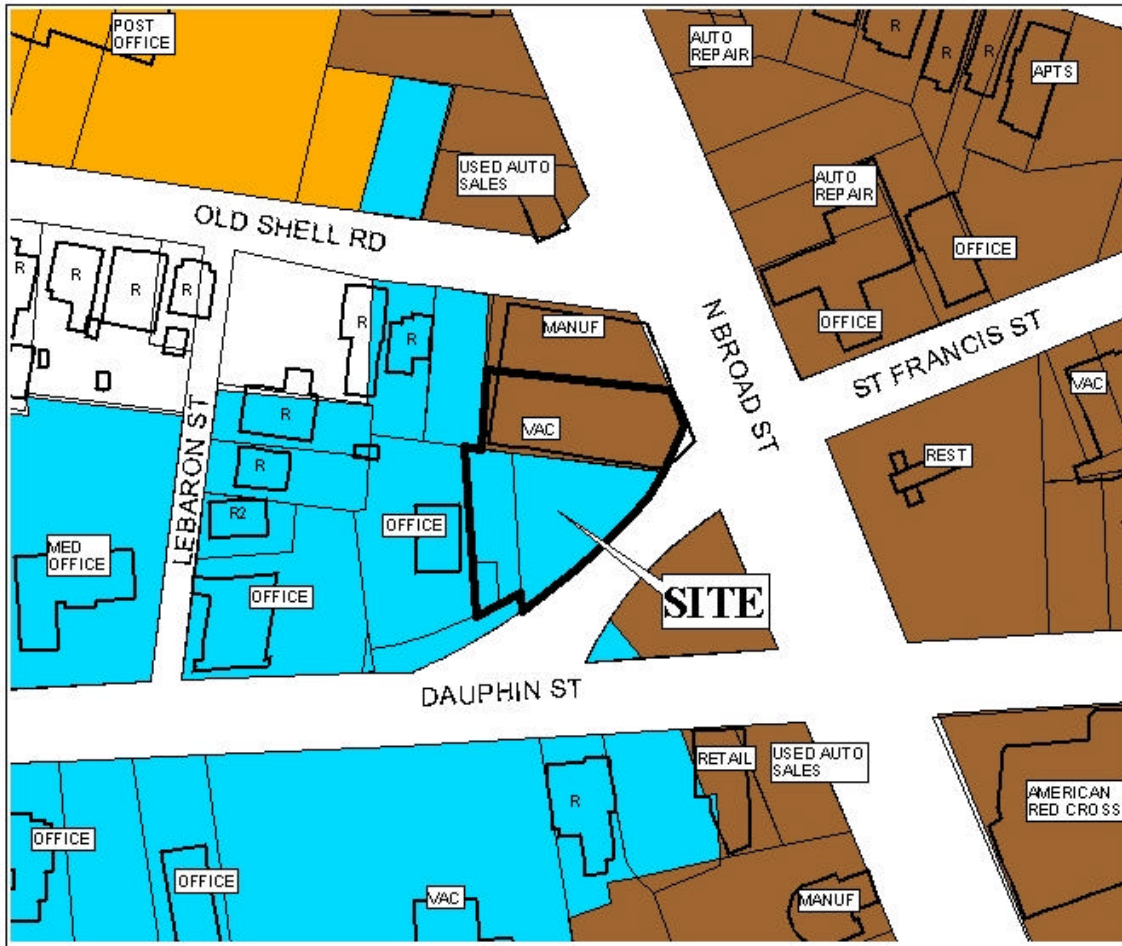 POST
OFFICE
AUTO
REPAIR
R
R
R
APTS
USED AUTO
SALES
AUTO
REPAIR
OLD SHELL RD
OFFICE
R
R
R
R
R
R
MANUF
OFFICE
N BROAD ST
ST FRANCIS ST
VAC
R
VAC
REST
LEBARON ST
R
R2
OFFICE
MED
OFFICE
OFFICE
SITE
DAUPHIN ST
RETAIL
USED AUTO
SALES
R
AMERICAN
RED CROSS
OFFICE
OFFICE
VAC
MANUF